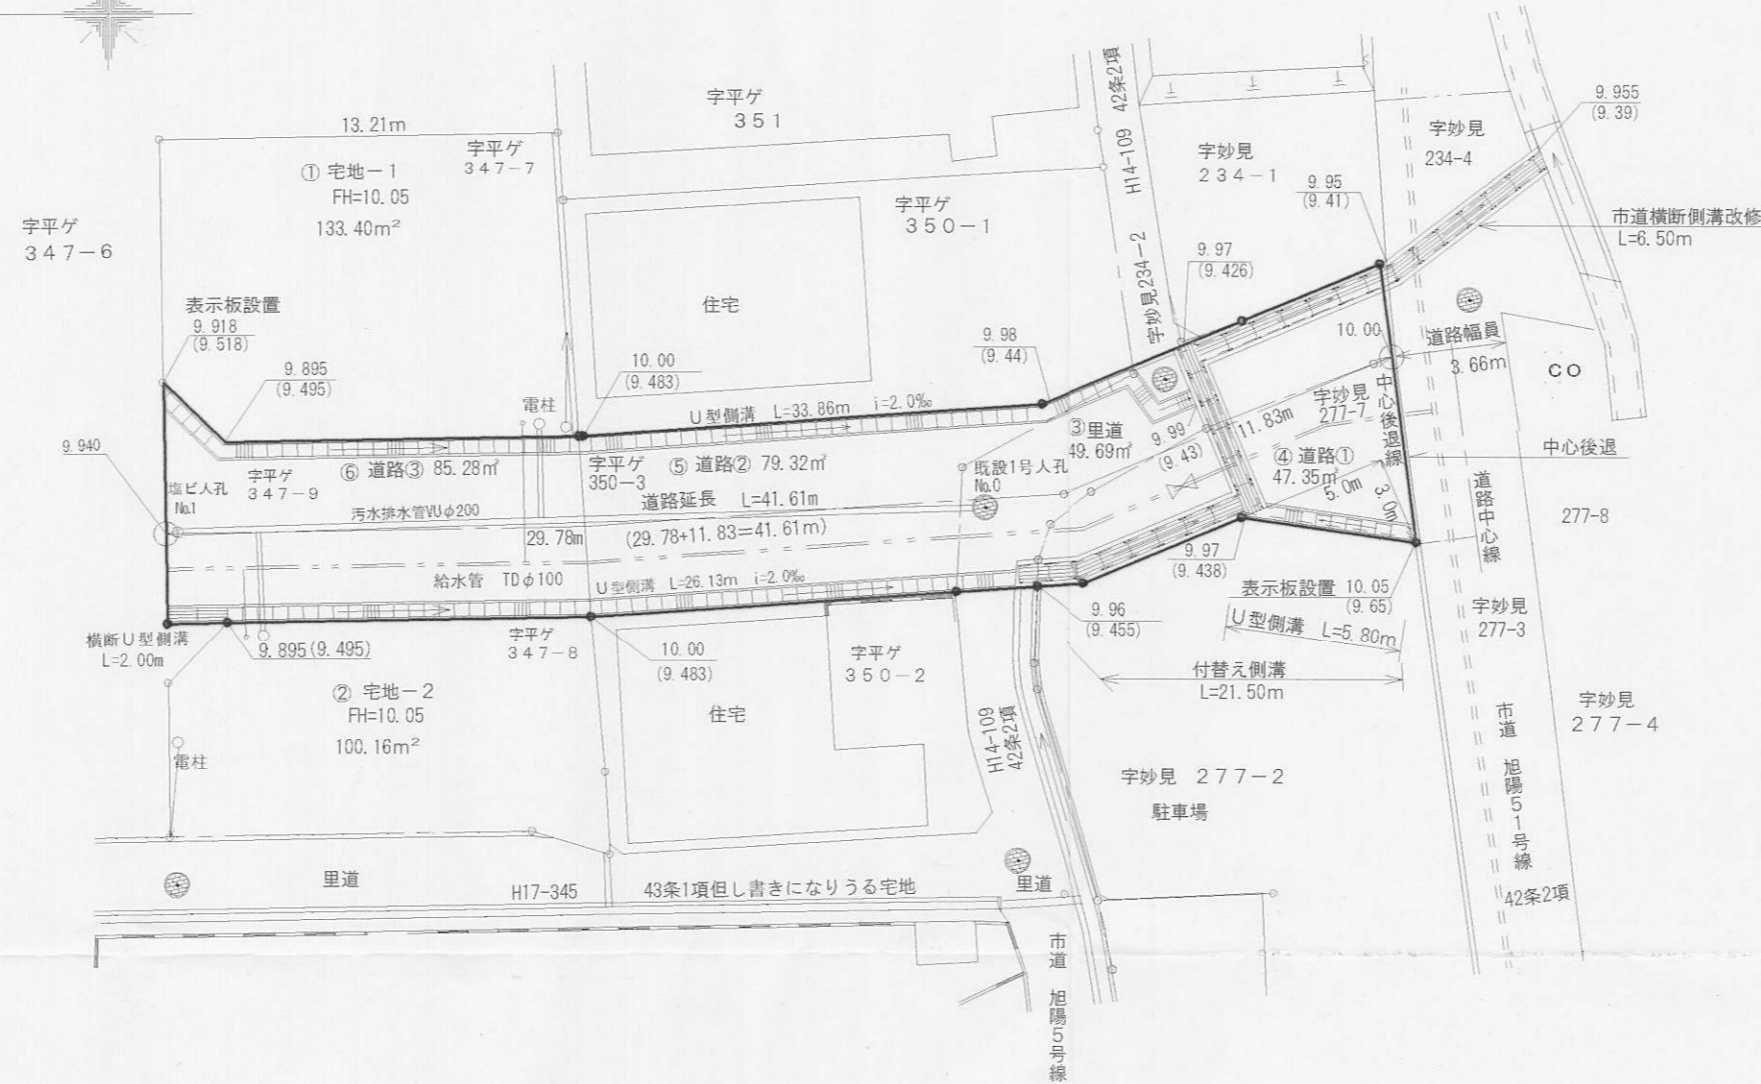 13.21m
① 宅地－1
FH=10.05
133.40m²
字平ゲ
347-7
字平ゲ
347-6
字平ゲ
351
H14-109 42条2項
字妙見
234-1
字妙見
234-4
9.955
(9.39)
9.95
(9.41)
市道横断側溝改修
L=6.50m
字平ゲ
350-1
字妙見234-2
9.97
(9.426)
住宅
表示板設置
9.918
(9.518)
9.895
(9.495)
10.00
(9.483)
9.98
(9.44)
電柱
U型側溝 L=33.86m i=2.0‰
10.00
道路幅員
3.66m
CO
中心後退線
字妙見
277-7
11.83m
③里道
49.69㎡
9.99
(9.43)
④ 道路①
47.35㎡
5.0m
3.0m
中心後退
道路中心線
277-8
9.940
塩ビ人孔
No.1
字平ゲ
347-9
⑥ 道路③ 85.28㎡
字平ゲ
350-3
⑤ 道路② 79.32㎡
既設1号人孔
No.0
道路延長 L=41.61m
汚水排水管VUφ200
29.78m
(29.78+11.83=41.61m)
給水管 TDφ100
U型側溝 L=26.13m i=2.0‰
9.97
(9.438)
表示板設置 10.05
(9.65)
U型側溝 L=5.80m
9.96
(9.455)
字妙見
277-3
横断U型側溝
L=2.00m
9.895(9.495)
字平ゲ
347-8
10.00
(9.483)
字平ゲ
350-2
付替え側溝
L=21.50m
② 宅地－2
FH=10.05
100.16m²
住宅
電柱
H14-109
42条2項
字妙見 277-2
駐車場
字妙見
277-4
市道 旭陽51号線
42条2項
里道
H17-345
43条1項但し書きになりうる宅地
里道
市道 旭陽5号線